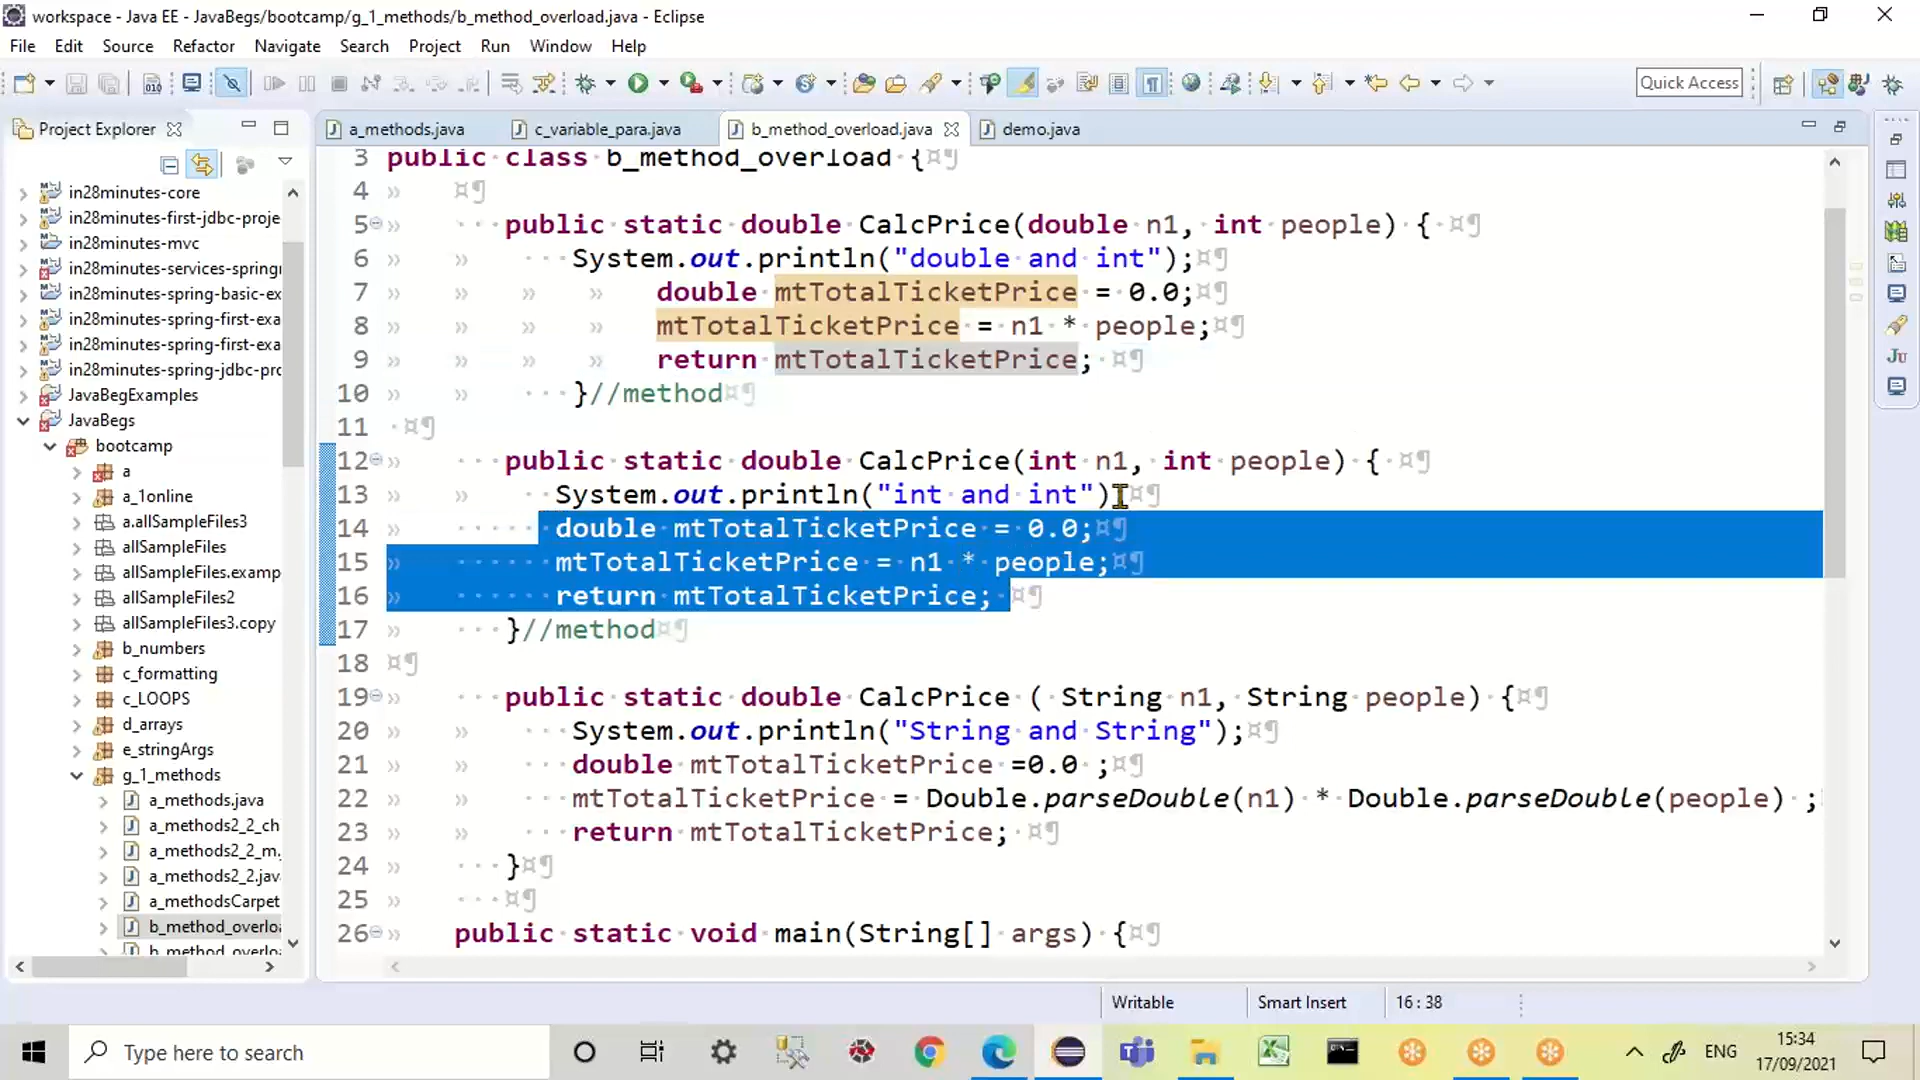 workspace - Java EE - JavaBegs/bootcamp/g_1_methods/b_method_overload.java - Eclipse
File Edit Source Refactor Navigate Search Project Run Window Help
Quick Access
Project Explorer
a_methods.java
c_variable_para.java
b_method_overload.java
demo.java
in28minutes-core
in28minutes-first-jdbc-proje
in28minutes-mvc
in28minutes-services-springi
in28minutes-spring-basic-ex
in28minutes-spring-first-exa
in28minutes-spring-first-exa
in28minutes-spring-jdbc-pro
JavaBegExamples
JavaBegs
bootcamp
a
a_1online
a.allSampleFiles3
allSampleFiles
allSampleFiles.examp
allSampleFiles2
allSampleFiles3.copy
b_numbers
c_formatting
c_LOOPS
d_arrays
e_stringArgs
g_1_methods
a_methods.java
a_methods2_2_ch
a_methods2_2_m.
a_methods2_2.jav
a_methodsCarpet
b_method_overloa
3 public class b_method_overload {
4
5 public static double CalcPrice(double n1, int people) {
6 System.out.println("double and int");
7 double mtTotalTicketPrice = 0.0;
8 mtTotalTicketPrice = n1 * people;
9 return mtTotalTicketPrice;
10 }//method
11
12 public static double CalcPrice(int n1, int people) {
13 System.out.println("int and int")
14 double mtTotalTicketPrice = 0.0;
15 mtTotalTicketPrice = n1 * people;
16 return mtTotalTicketPrice;
17 }//method
18
19 public static double CalcPrice ( String n1, String people) {
20 System.out.println("String and String");
21 double mtTotalTicketPrice =0.0 ;
22 mtTotalTicketPrice = Double.parseDouble(n1) * Double.parseDouble(people) ;
23 return mtTotalTicketPrice;
24 }
25
26 public static void main(String[] args) {
Writable
Smart Insert
16 : 38
Type here to search
ENG
15:34
17/09/2021